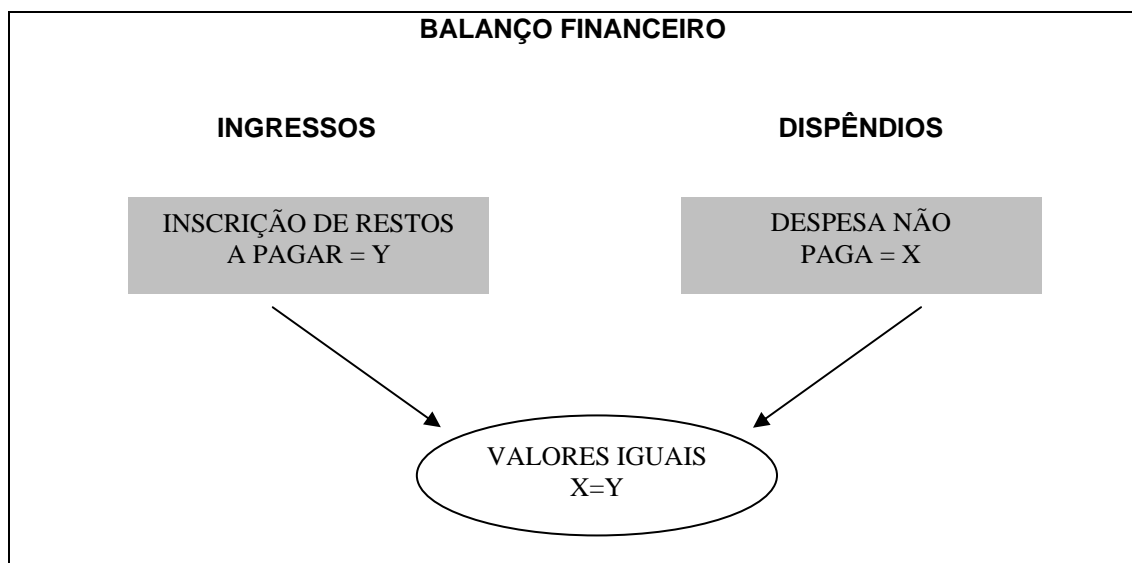 BALANÇO FINANCEIRO
INGRESSOS
DISPÊNDIOS
INSCRIÇÃO DE RESTOS
A PAGAR = Y
DESPESA NÃO
PAGA = X
VALORES IGUAIS
X=Y